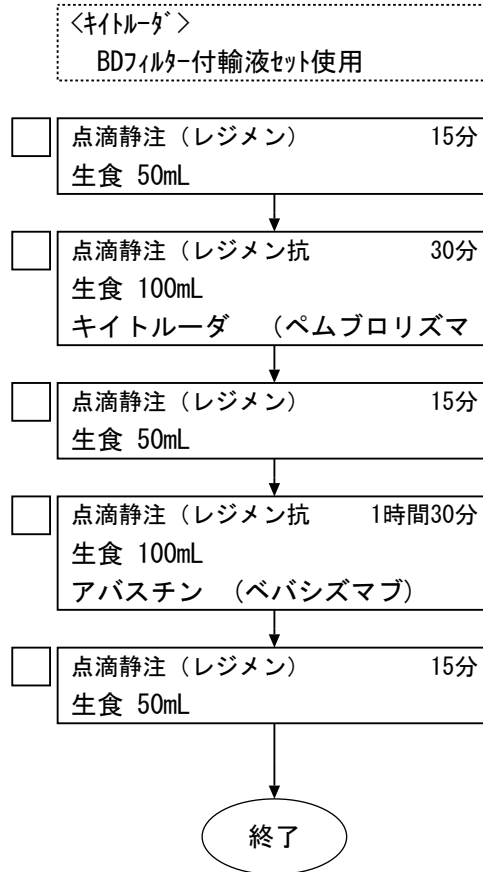 <ｷｲﾄﾙｰﾀﾞ>
BDﾌｨﾙﾀｰ付輸液ｾｯﾄ使用
点滴静注（レジメン） 15分
生食 50mL
点滴静注（レジメン抗 30分
生食 100mL
キイトルーダ （ペムブロリズマ
点滴静注（レジメン） 15分
生食 50mL
点滴静注（レジメン抗 1時間30分
生食 100mL
アバスチン （ベバシズマブ）
点滴静注（レジメン） 15分
生食 50mL
終了